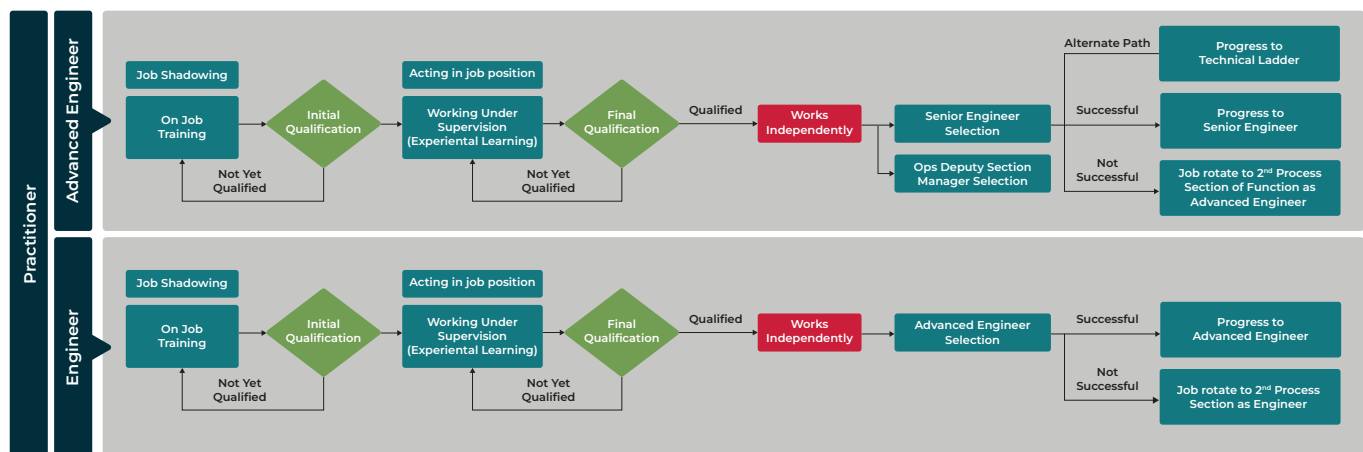 Practitioner
Advanced Engineer
Job Shadowing
On Job
Training
Initial
Qualification
Not Yet
Qualified
Acting in job position
Working Under
Supervision
(Experiental Learning)
Final
Qualification
Not Yet
Qualified
Qualified
Works
Independently
Senior Engineer
Selection
Ops Deputy Section
Manager Selection
Alternate Path
Progress to
Technical Ladder
Successful
Progress to
Senior Engineer
Not
Successful
Job rotate to 2nd Process
Section of Function as
Advanced Engineer
Engineer
Job Shadowing
On Job
Training
Initial
Qualification
Not Yet
Qualified
Acting in job position
Working Under
Supervision
(Experiental Learning)
Final
Qualification
Not Yet
Qualified
Qualified
Works
Independently
Advanced Engineer
Selection
Successful
Progress to
Advanced Engineer
Not
Successful
Job rotate to 2nd Process
Section as Engineer